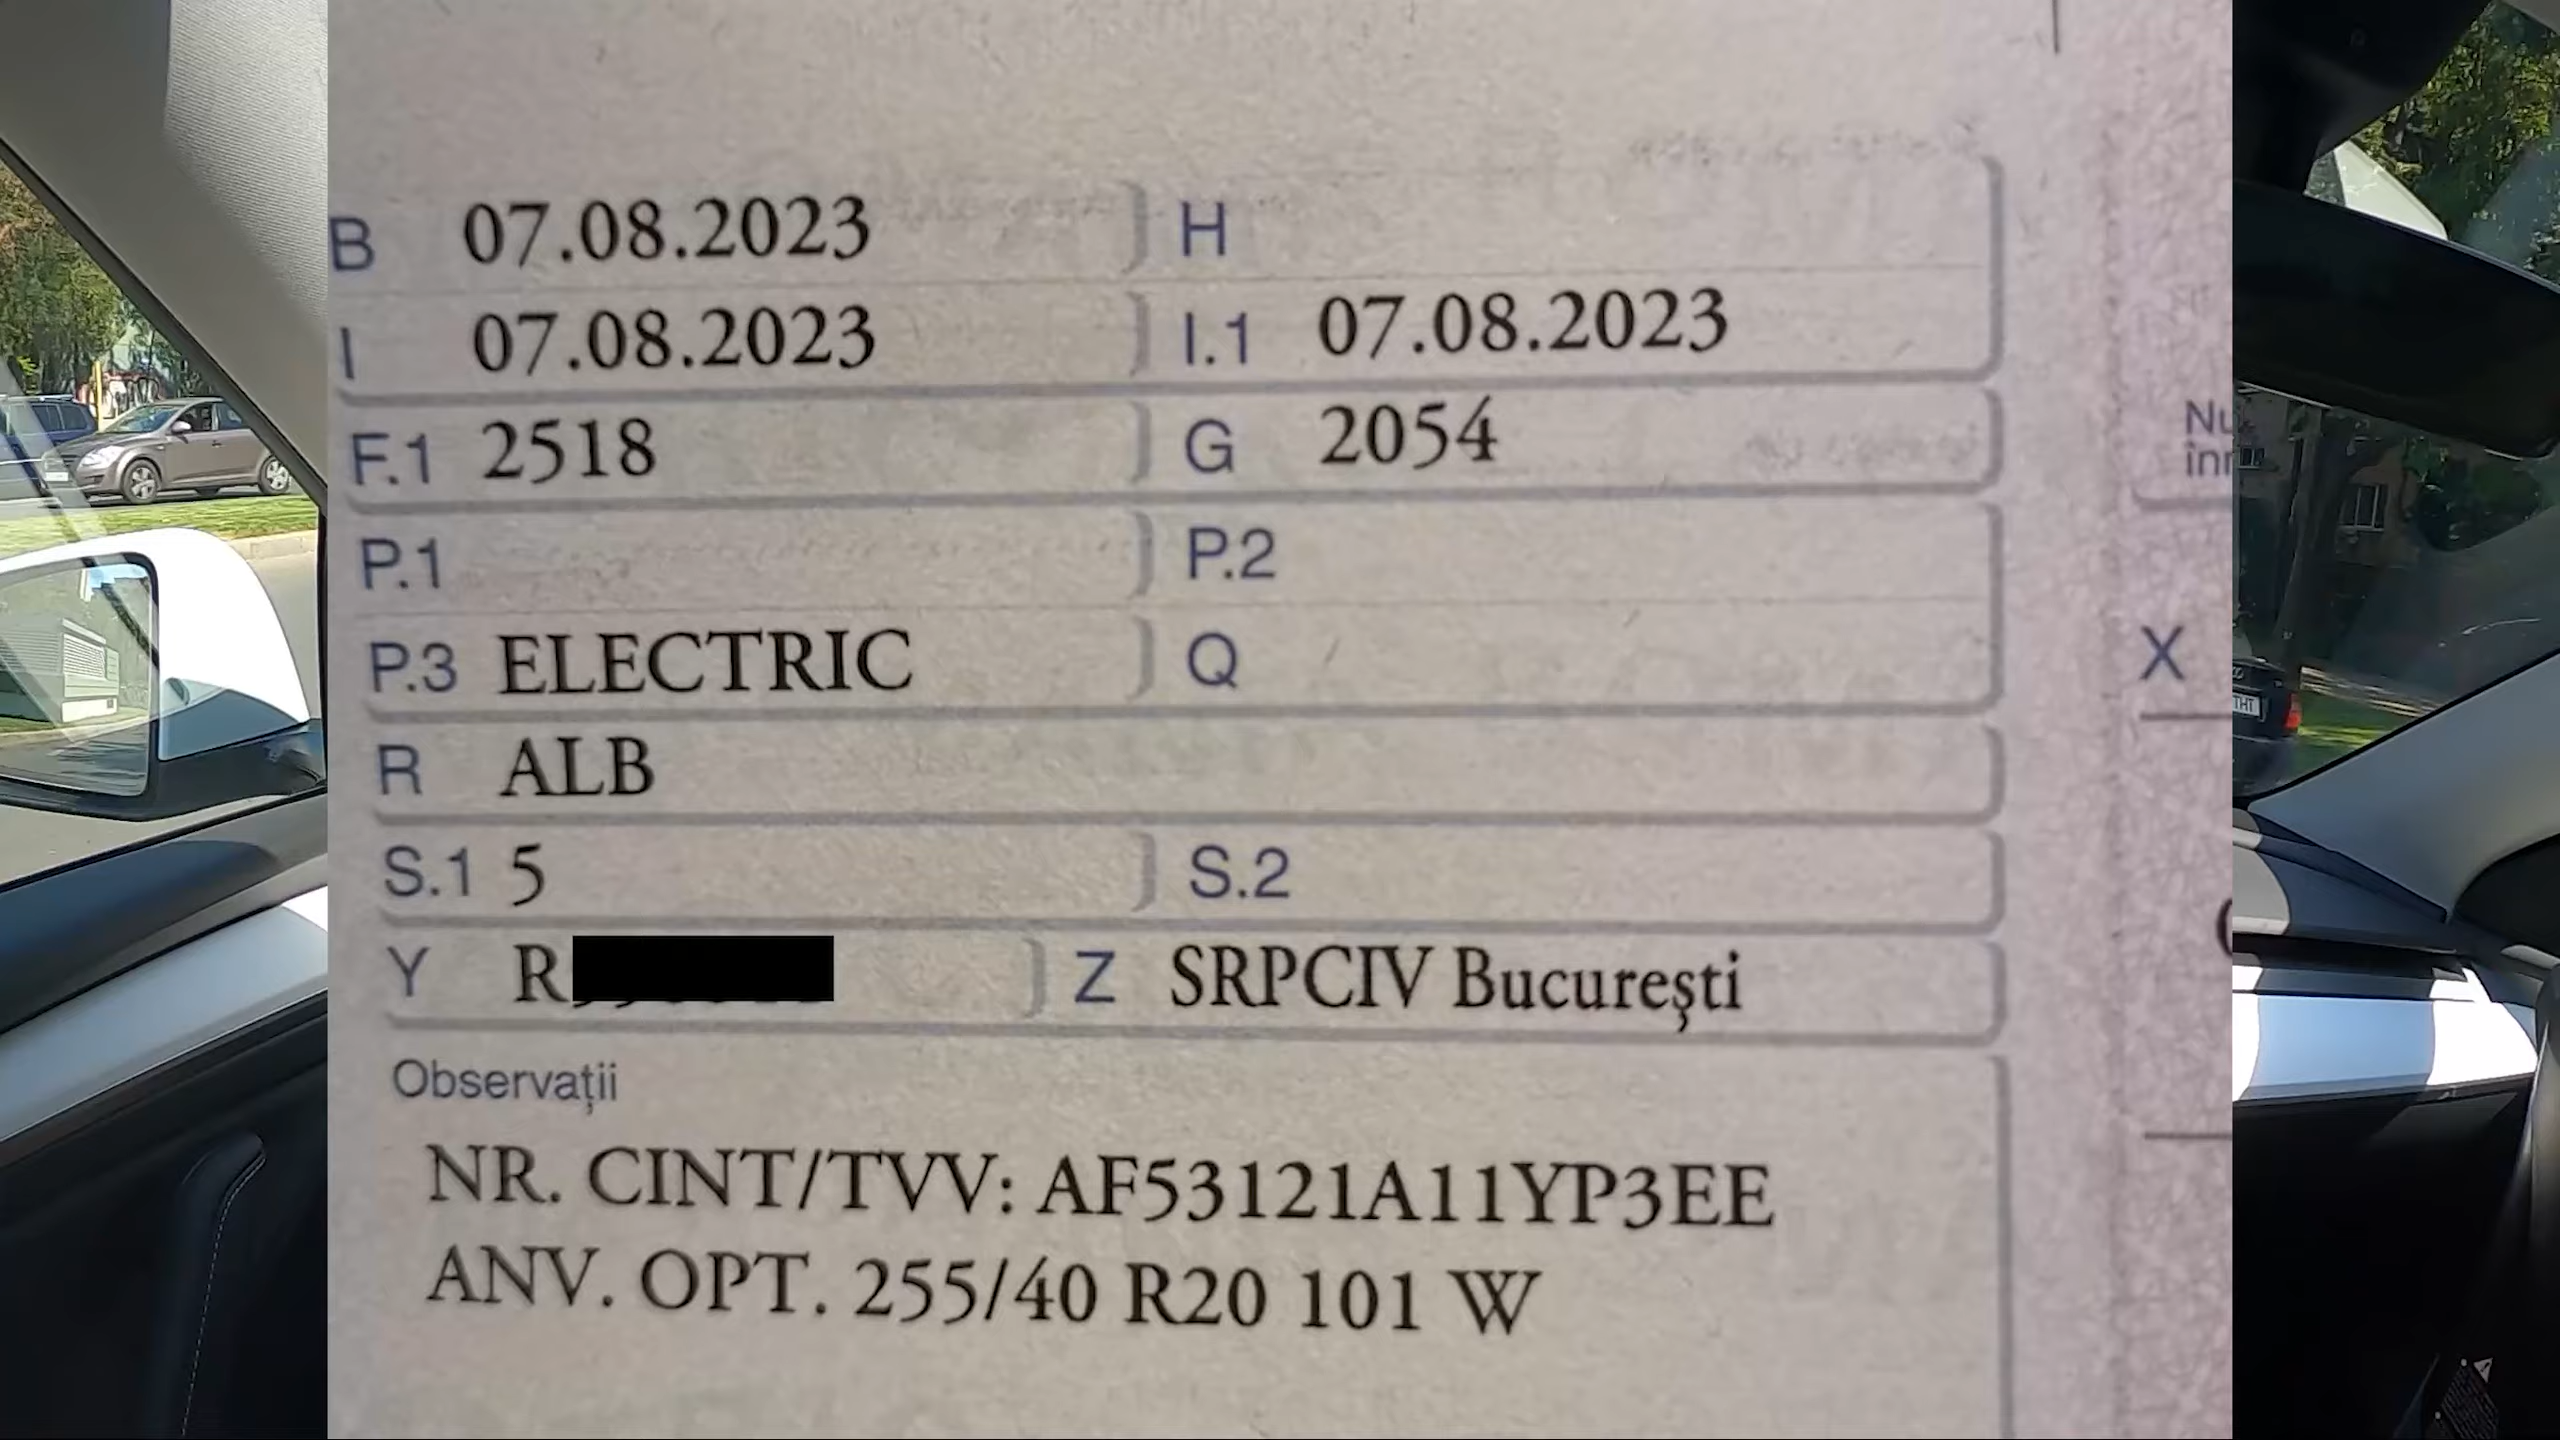 B 07.08.2023 H
I 07.08.2023 I.1 07.08.2023
F.1 2518 G 2054
P.1 P.2
P.3 ELECTRIC Q
R ALB
S.1 5 S.2
Y R Z SRPCIV București
Observații
NR. CINT/TVV: AF53121A11YP3EE
ANV. OPT. 255/40 R20 101 W
X